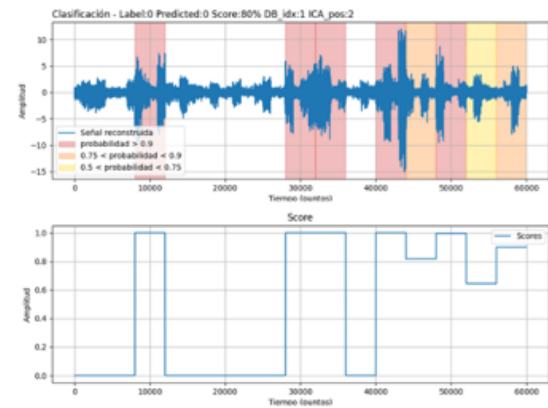 Clasificación - Label:0 Predicted:0 Score:80% DB_idx:1 ICA_pos:2
Amplitud
10
5
0
−5
−10
−15
Señal reconstruida
probabilidad > 0.9
0.75 < probabilidad < 0.9
0.5 < probabilidad < 0.75
0 10000 20000 30000 40000 50000 60000
Tiempo (puntos)
Score
Amplitud
1.0
0.8
0.6
0.4
0.2
0.0
Scores
0 10000 20000 30000 40000 50000 60000
Tiempo (puntos)